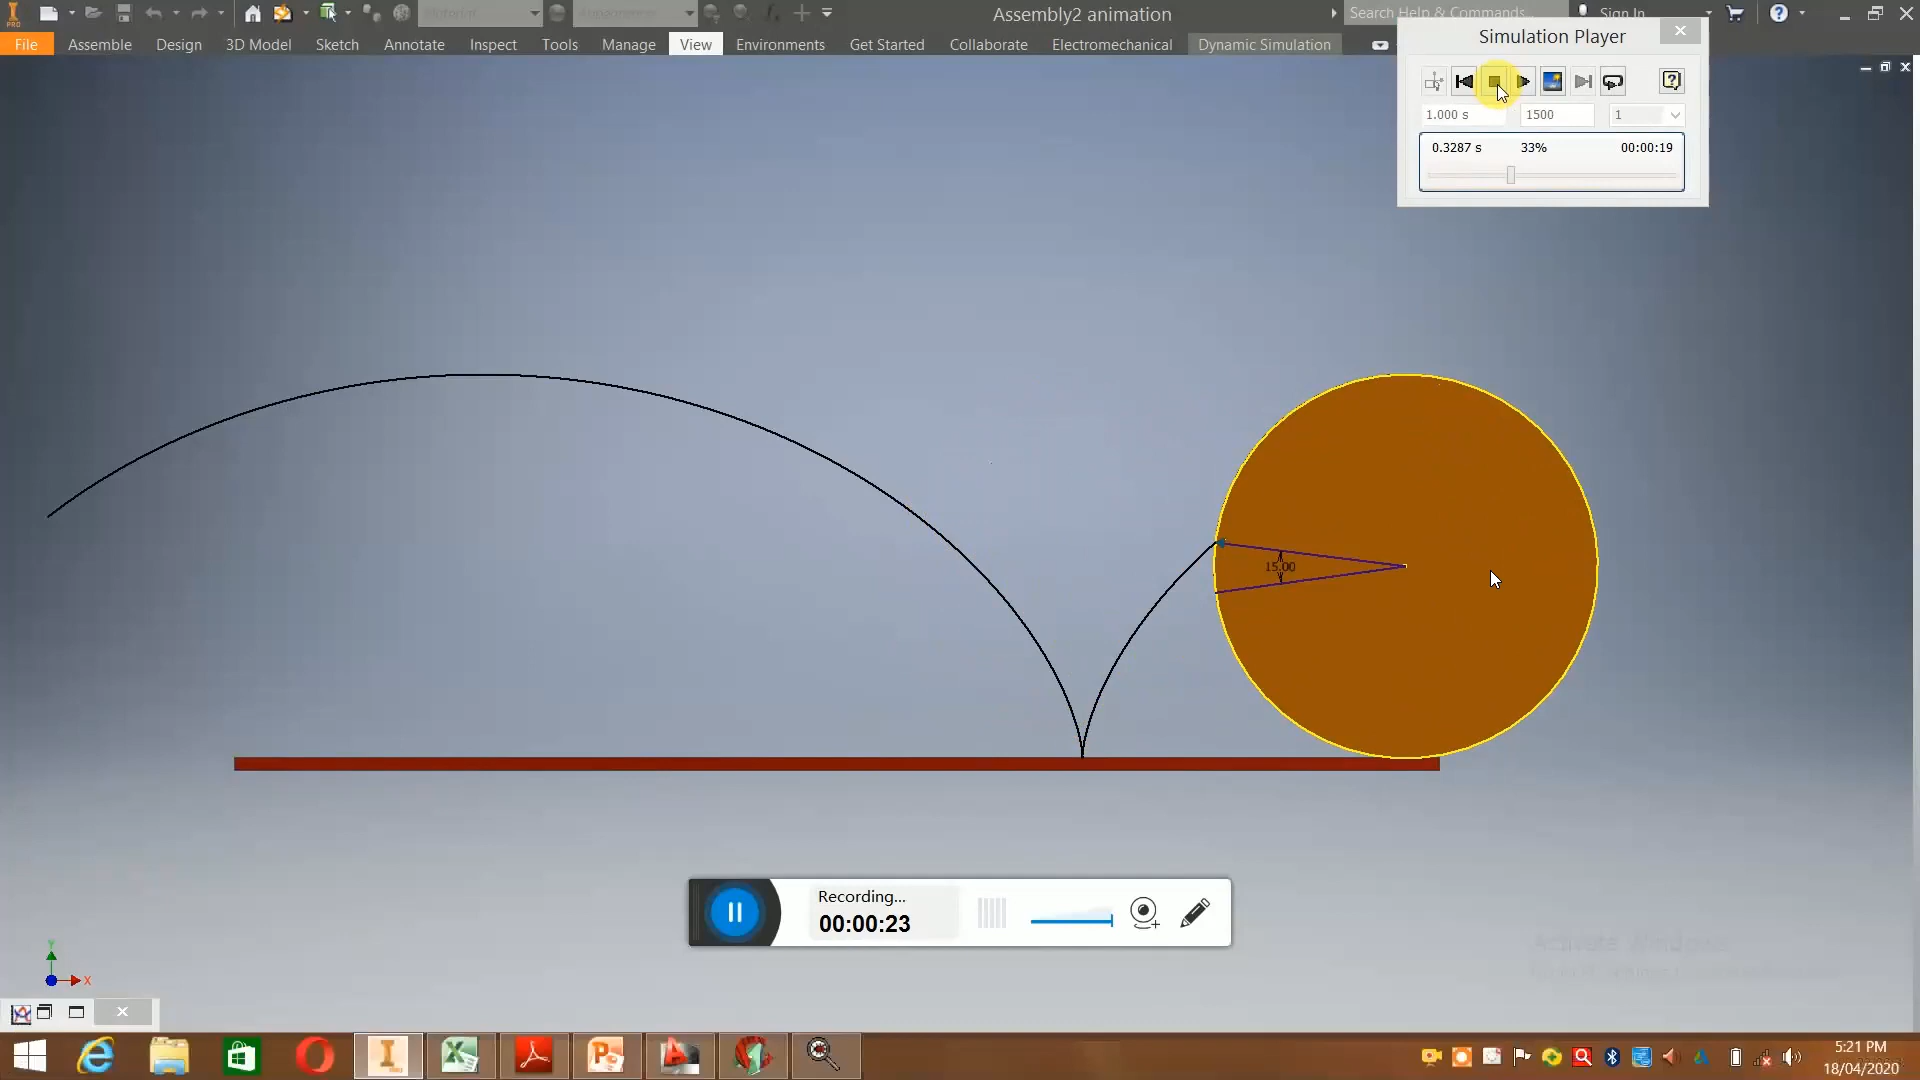 Assembly2 animation
Search Help & Commands...
Sign In
PRO
File
Assemble
Design
3D Model
Sketch
Annotate
Inspect
Tools
Manage
View
Environments
Get Started
Collaborate
Electromechanical
Dynamic Simulation
Simulation Player
1.000 s
1500
1
0.3287 s
33%
00:00:19
15.00
Recording...
00:00:23
Y
X
5:21 PM
18/04/2020